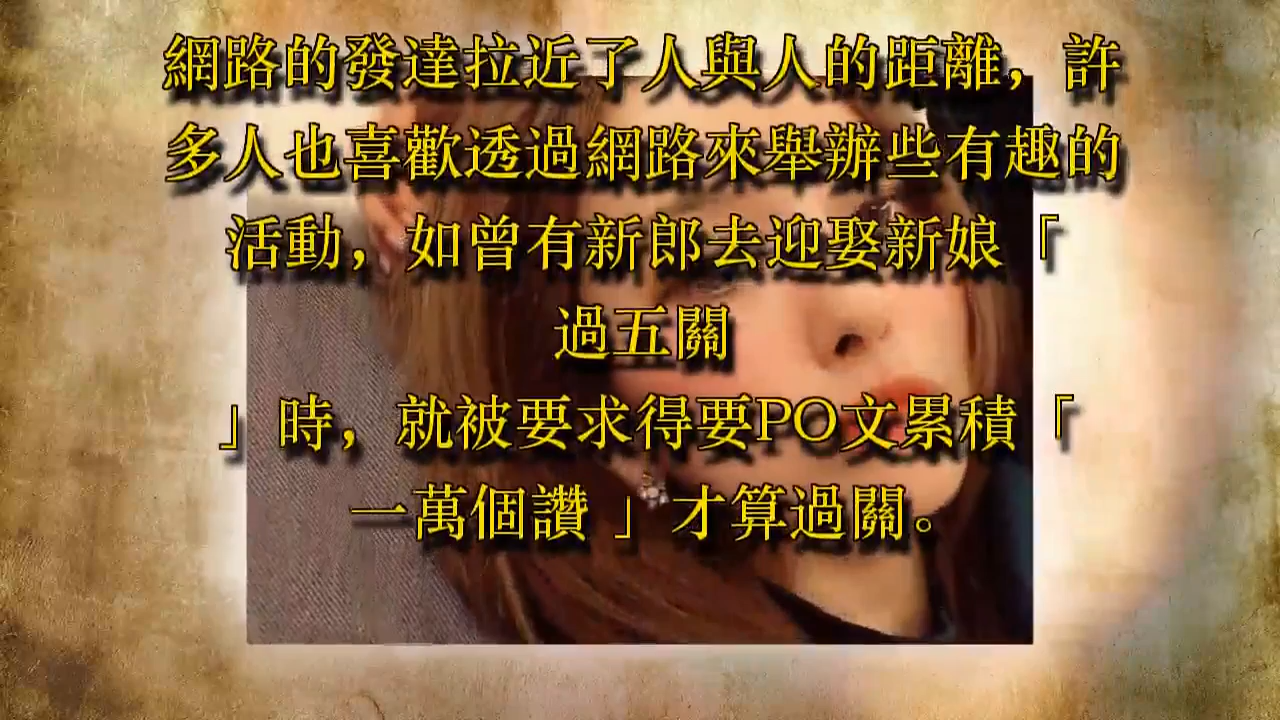 網路的發達拉近了人與人的距離，許
多人也喜歡透過網路來舉辦些有趣的
活動，如曾有新郎去迎娶新娘「
過五關
」時，就被要求得要PO文累積「
一萬個讚 」才算過關。